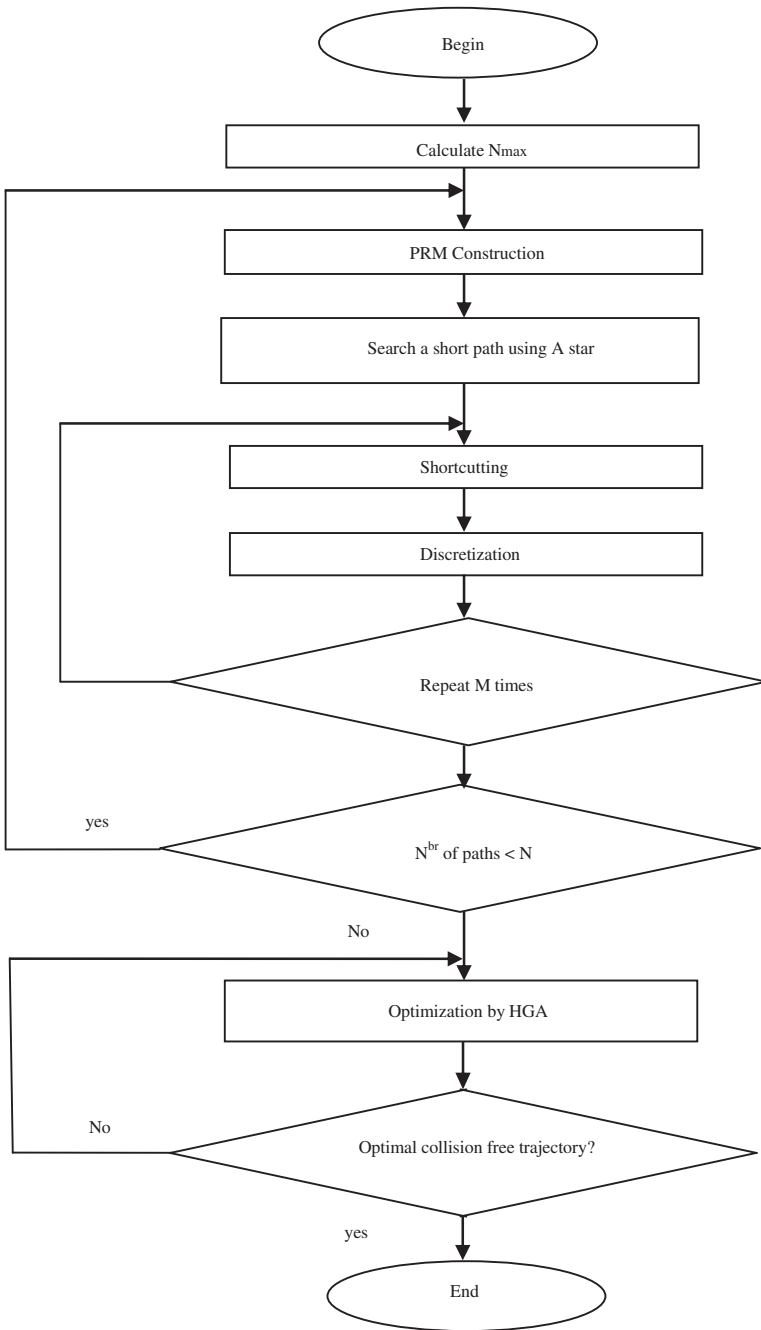 Begin
Calculate Nmax
PRM Construction
Search a short path using A star
Shortcutting
Discretization
Repeat M times
yes
N^br of paths < N
No
Optimization by HGA
No
Optimal collision free trajectory?
yes
End